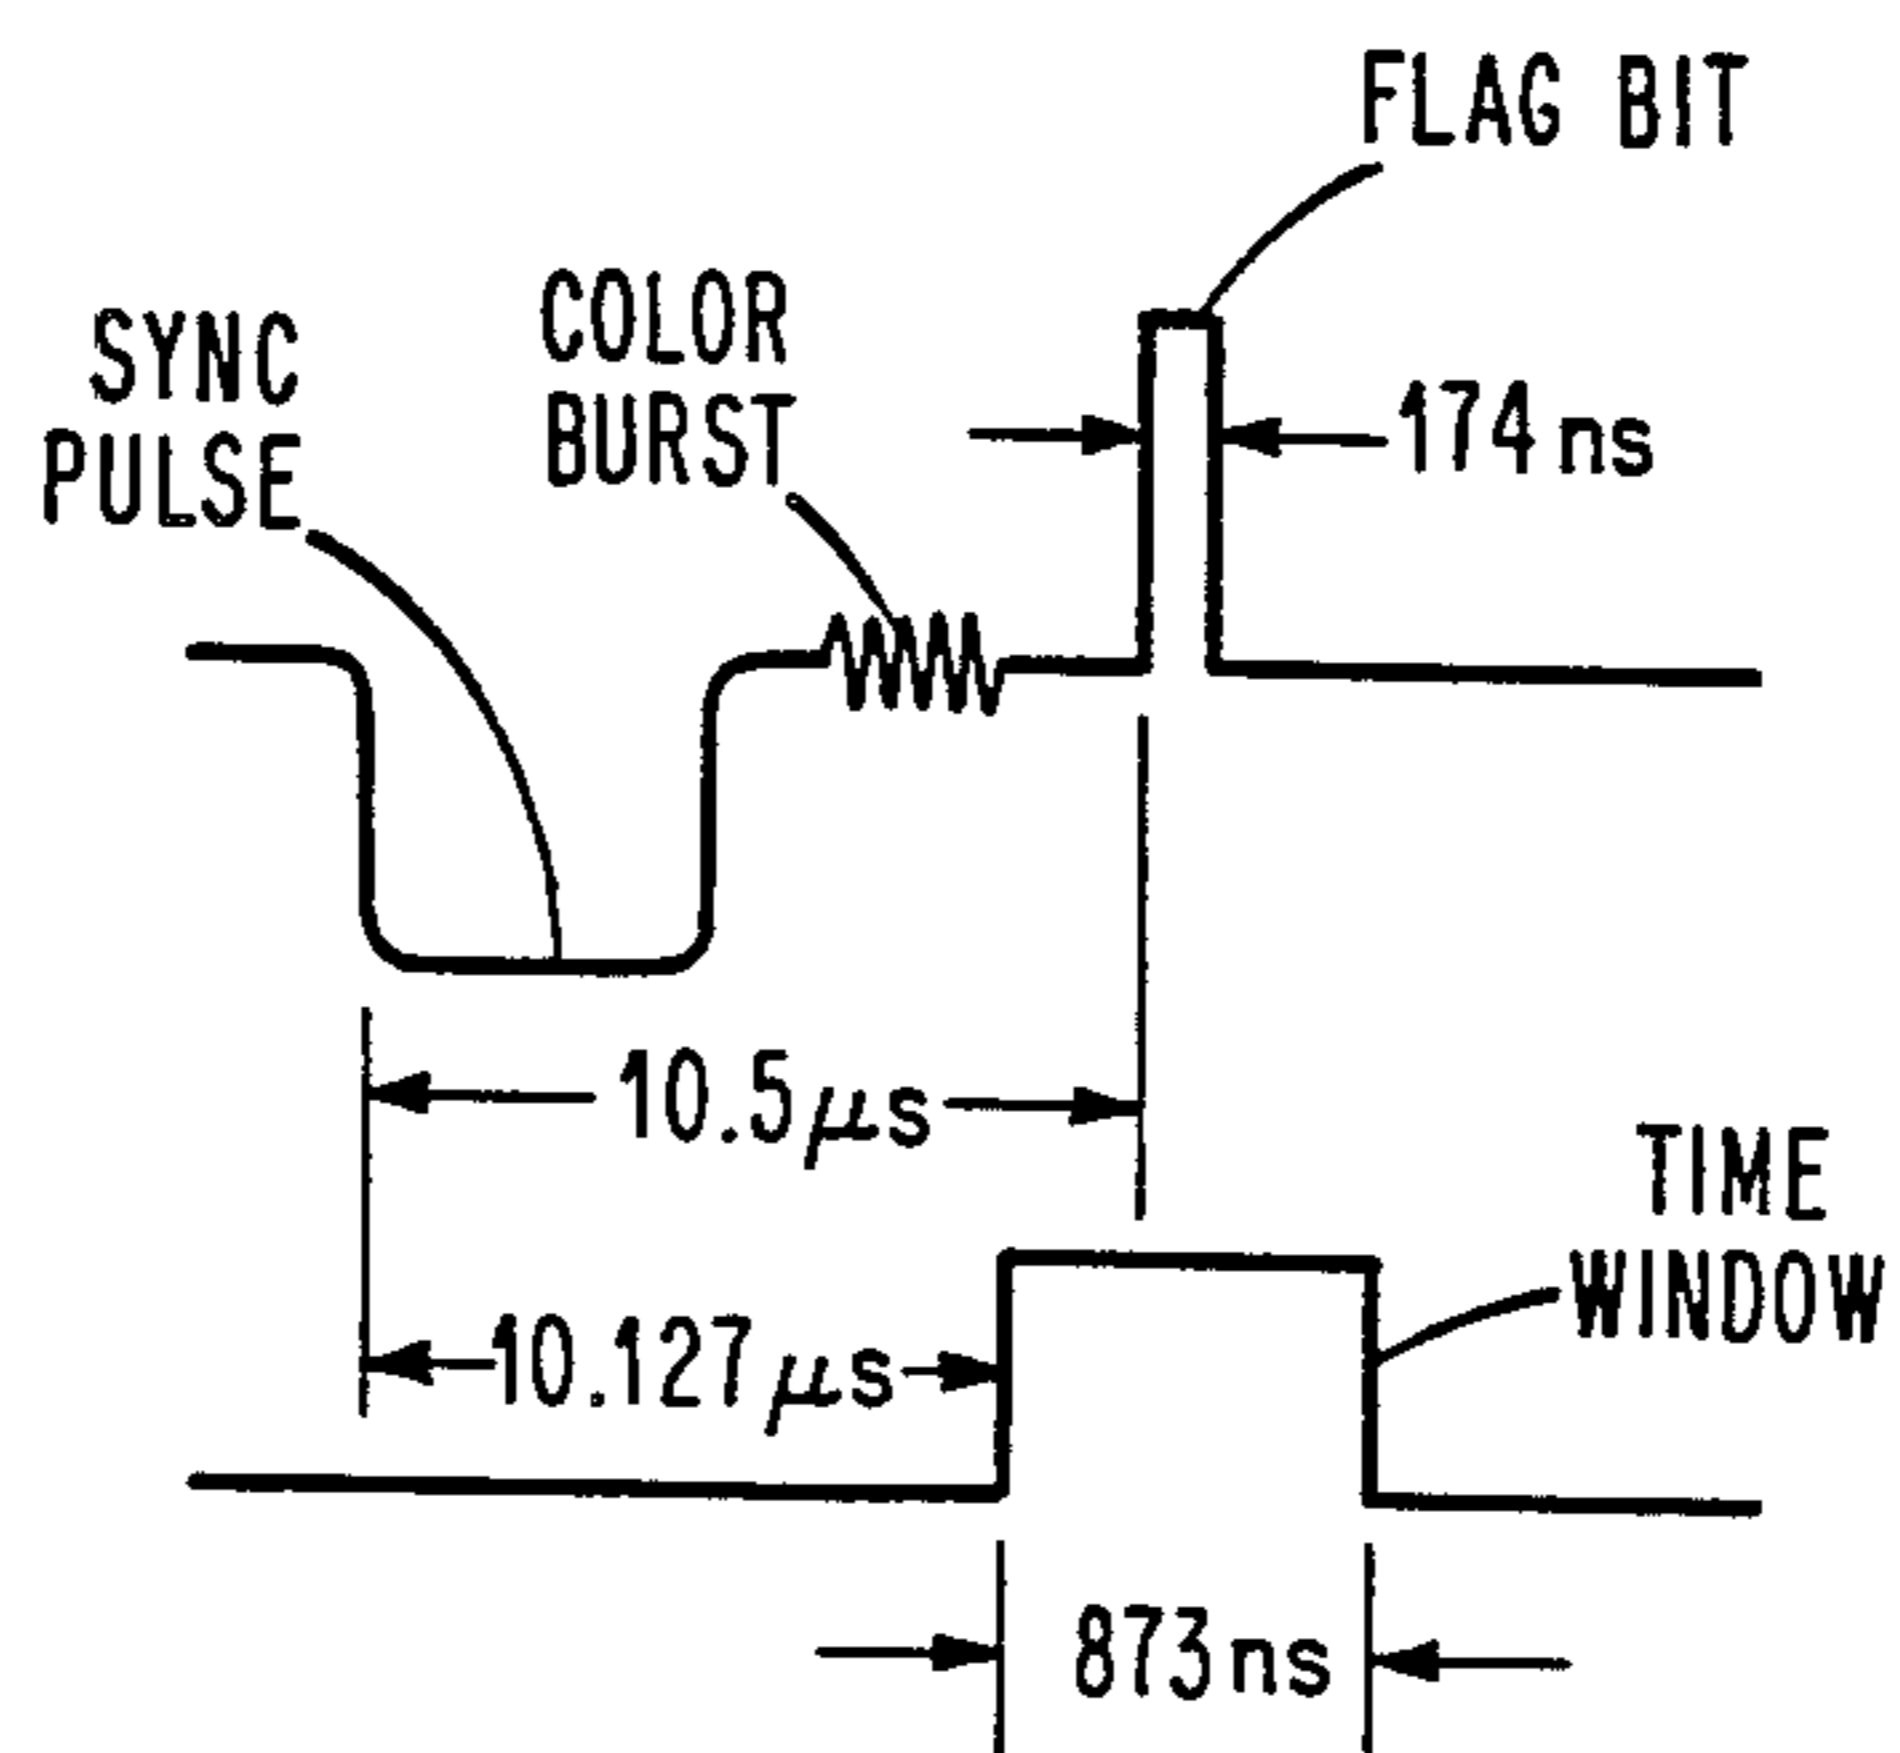 FLAG BIT
SYNC
PULSE
COLOR
BURST
174 ns
10.5 μs
TIME
WINDOW
10.127 μs
873 ns